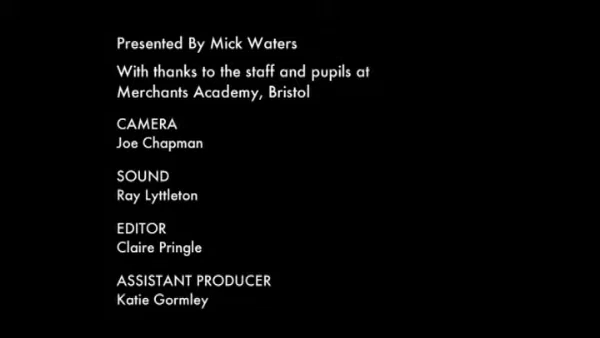 Presented By Mick Waters
With thanks to the staff and pupils at
Merchants Academy, Bristol
CAMERA
Joe Chapman
SOUND
Ray Lyttleton
EDITOR
Claire Pringle
ASSISTANT PRODUCER
Katie Gormley